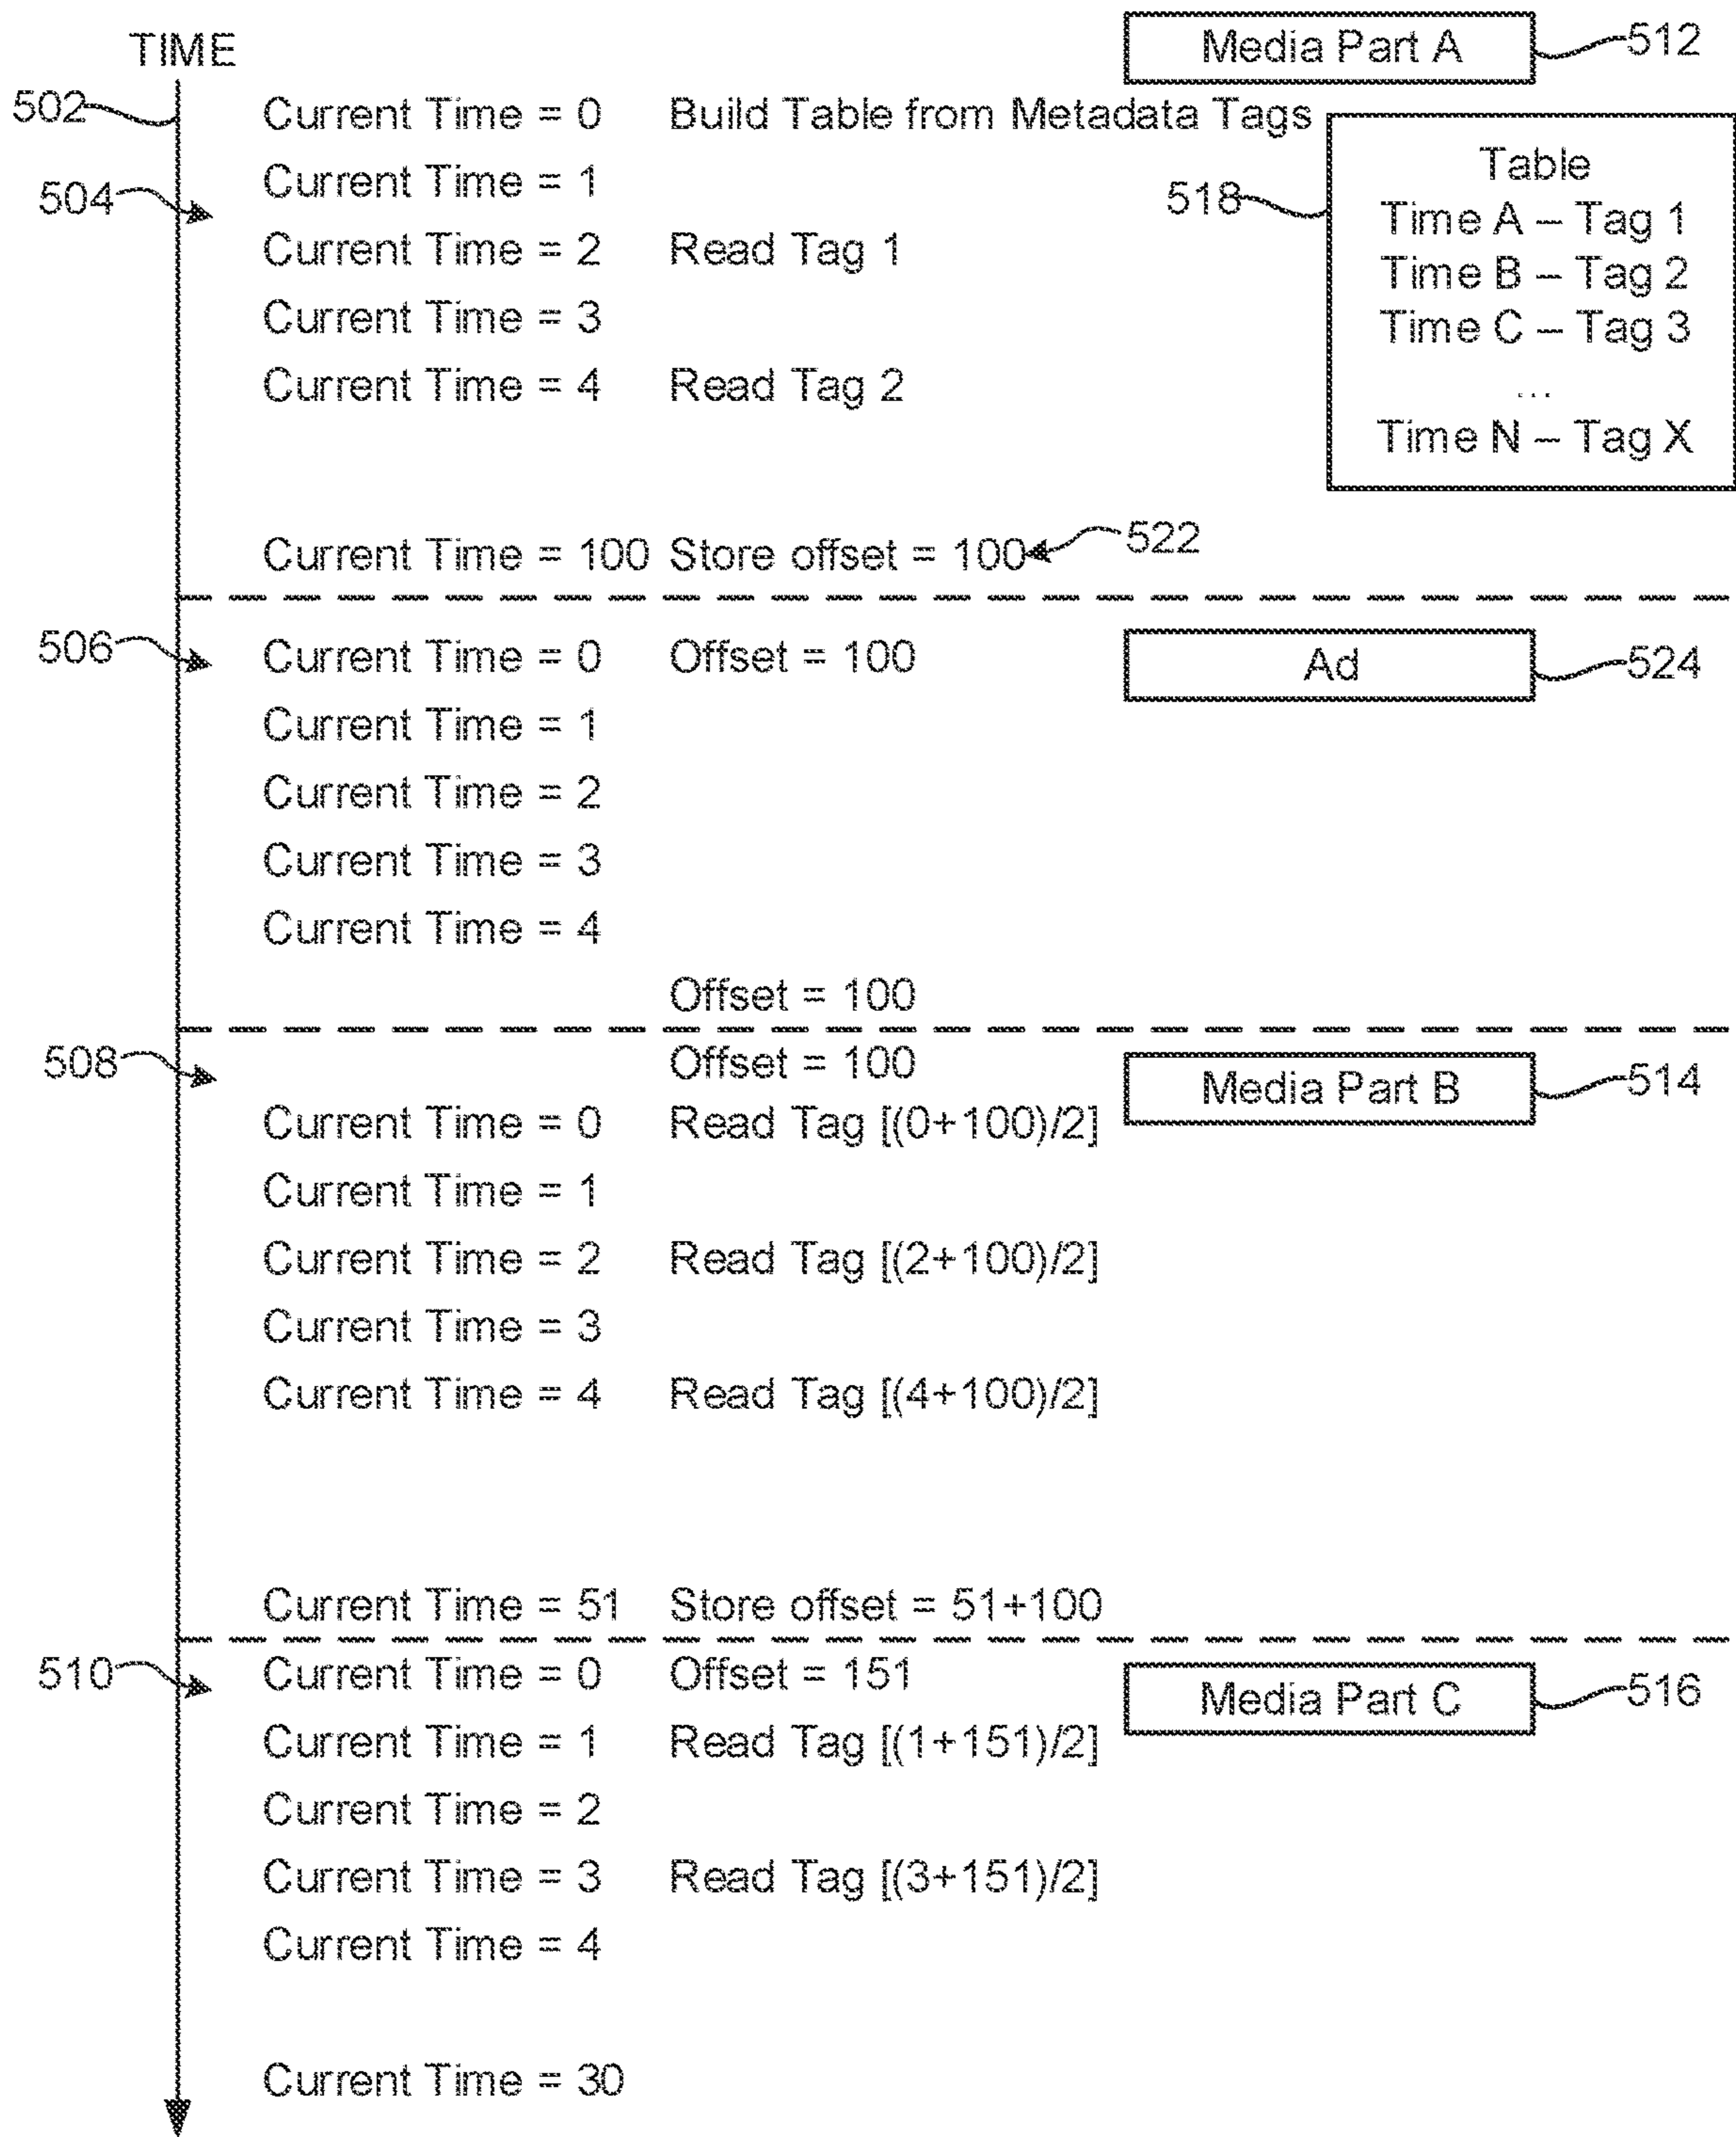 Media Part A 512
TIME
502 Current Time = 0 Build Table from Metadata Tags
Current Time = 1
504
Current Time = 2 Read Tag 1
Current Time = 3
Current Time = 4 Read Tag 2
518
Table
Time A – Tag 1
Time B – Tag 2
Time C – Tag 3
...
Time N – Tag X
Current Time = 100 Store offset = 100 522
506 Current Time = 0 Offset = 100 Ad 524
Current Time = 1
Current Time = 2
Current Time = 3
Current Time = 4
Offset = 100
508 Offset = 100 Media Part B 514
Current Time = 0 Read Tag [(0+100)/2]
Current Time = 1
Current Time = 2 Read Tag [(2+100)/2]
Current Time = 3
Current Time = 4 Read Tag [(4+100)/2]
Current Time = 51 Store offset = 51+100
510 Current Time = 0 Offset = 151 Media Part C 516
Current Time = 1 Read Tag [(1+151)/2]
Current Time = 2
Current Time = 3 Read Tag [(3+151)/2]
Current Time = 4
Current Time = 30